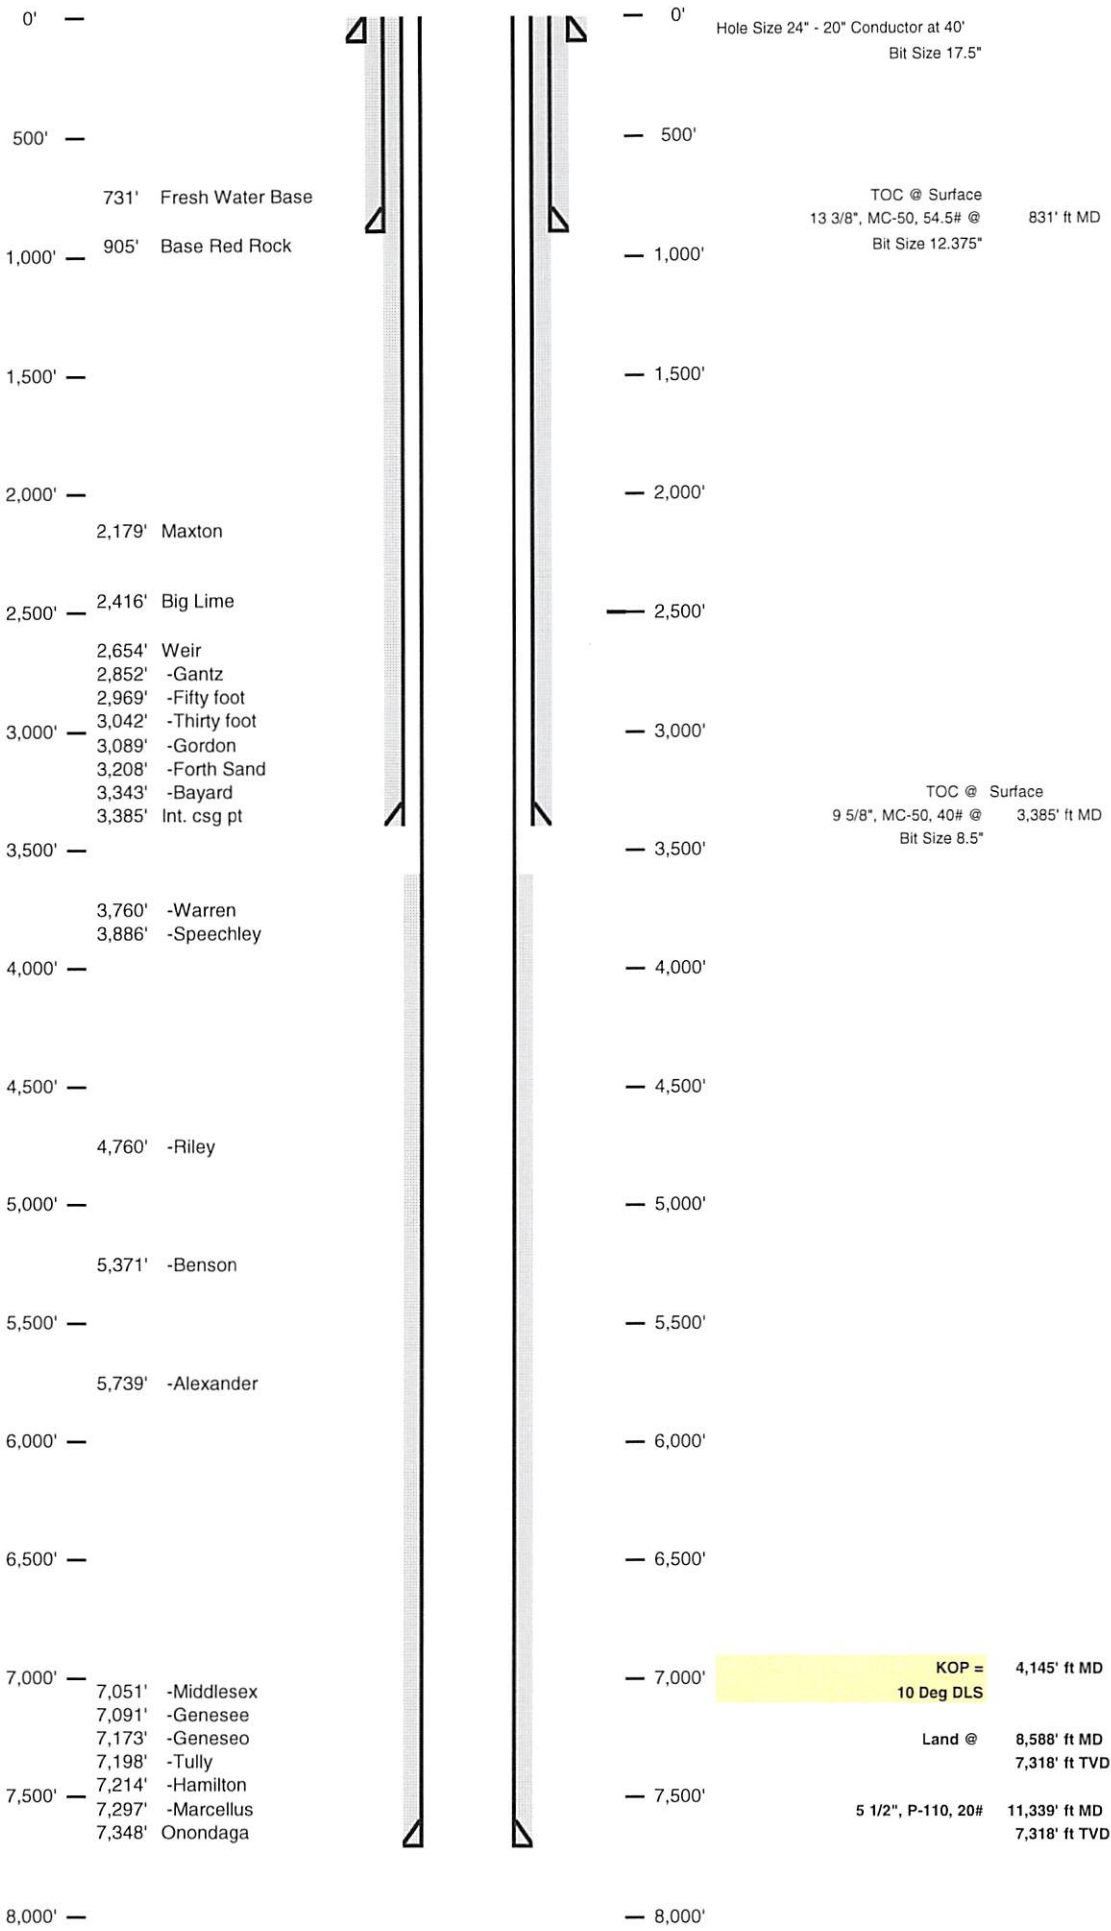 0'
500'
731' Fresh Water Base
905' Base Red Rock
1,000'
1,500'
2,000'
2,179' Maxton
2,416' Big Lime
2,500'
2,654' Weir
2,852' -Gantz
2,969' -Fifty foot
3,042' -Thirty foot
3,000'
3,089' -Gordon
3,208' -Forth Sand
3,343' -Bayard
3,385' Int. csg pt
3,500'
3,760' -Warren
3,886' -Speechley
4,000'
4,500'
4,760' -Riley
5,000'
5,371' -Benson
5,500'
5,739' -Alexander
6,000'
6,500'
7,000'
7,051' -Middlesex
7,091' -Genesee
7,173' -Geneseo
7,198' -Tully
7,214' -Hamilton
7,500'
7,297' -Marcellus
7,348' Onondaga
8,000'
0'
500'
1,000'
1,500'
2,000'
2,500'
3,000'
3,500'
4,000'
4,500'
5,000'
5,500'
6,000'
6,500'
7,000'
7,500'
8,000'
Hole Size 24" - 20" Conductor at 40'
Bit Size 17.5"
TOC @ Surface
13 3/8", MC-50, 54.5# @ 831' ft MD
Bit Size 12.375"
TOC @ Surface
9 5/8", MC-50, 40# @ 3,385' ft MD
Bit Size 8.5"
KOP = 4,145' ft MD
10 Deg DLS
Land @ 8,588' ft MD
7,318' ft TVD
5 1/2", P-110, 20# 11,339' ft MD
7,318' ft TVD